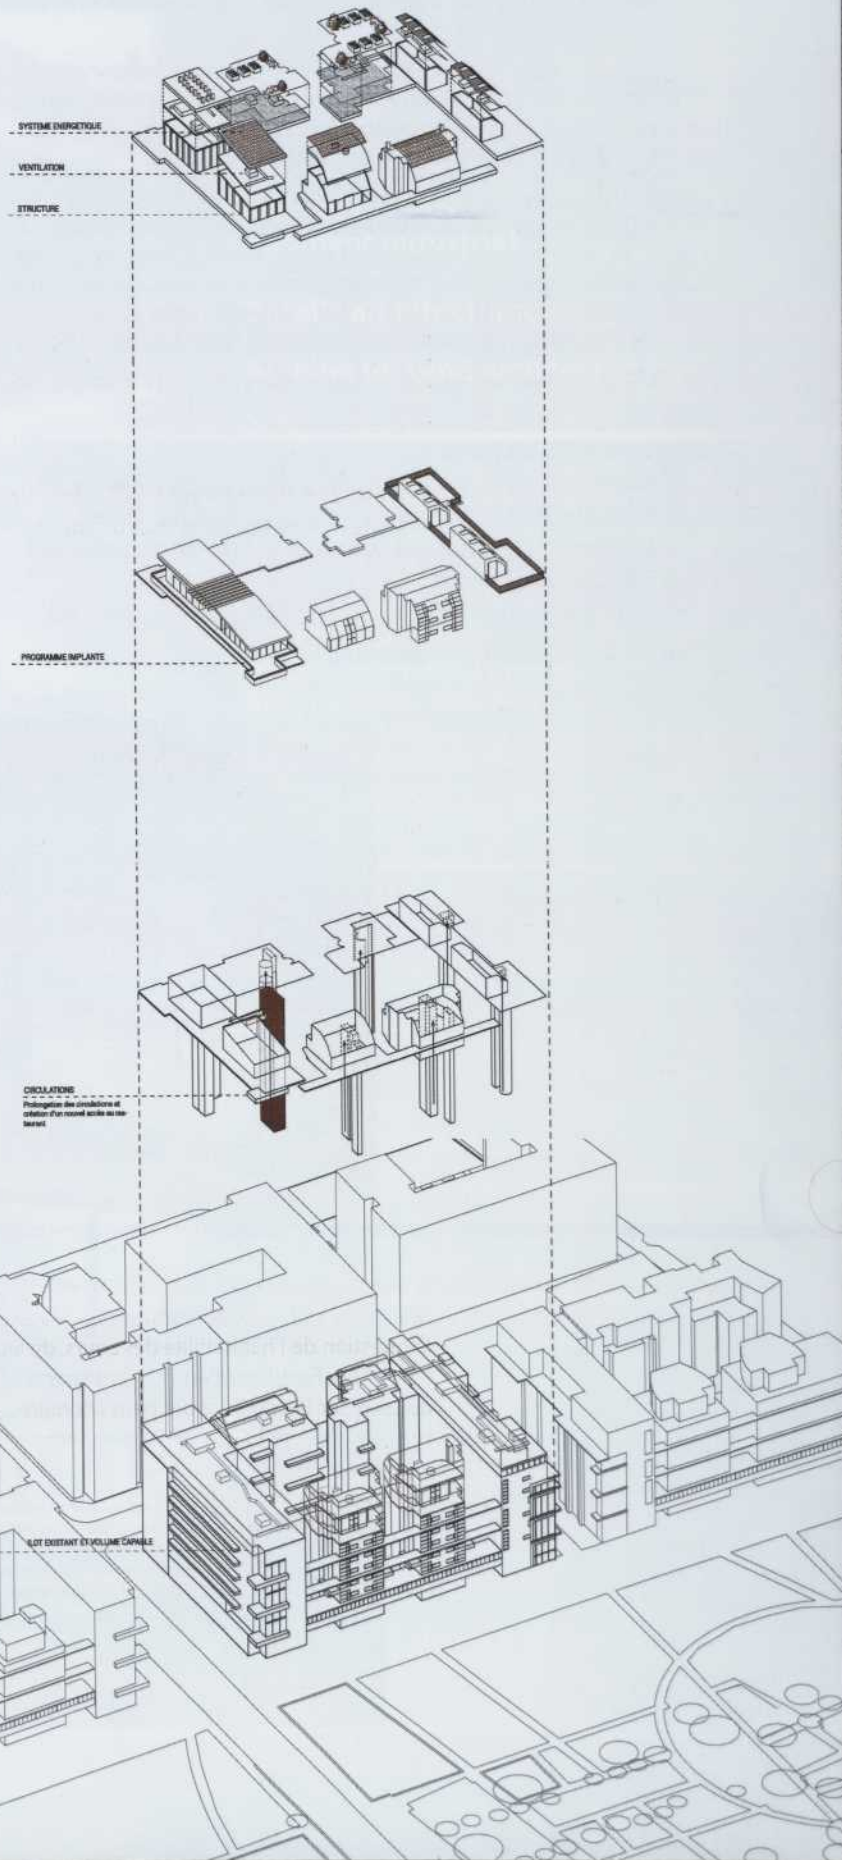 SYSTEME ENERGETIQUE
VENTILATION
STRUCTURE
PROGRAMME IMPLANTE
CIRCULATIONS
Prolongation des circulations et
création d'un nouvel accès au res-
taurant
ILOT EXISTANT ET VOLUME CAPABLE